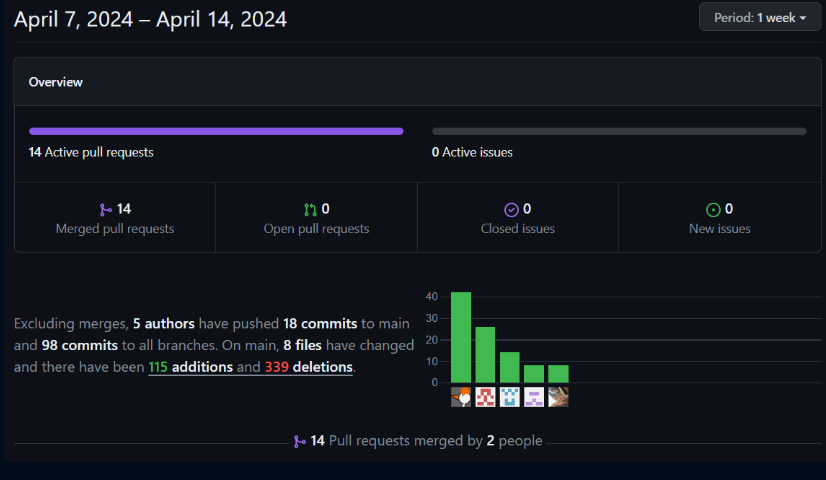 April 7, 2024 – April 14, 2024
Period: 1 week
Overview
14 Active pull requests
0 Active issues
14
Merged pull requests
0
Open pull requests
0
Closed issues
0
New issues
Excluding merges, 5 authors have pushed 18 commits to main
and 98 commits to all branches. On main, 8 files have changed
and there have been 115 additions and 339 deletions.
40
30
20
10
0
14 Pull requests merged by 2 people